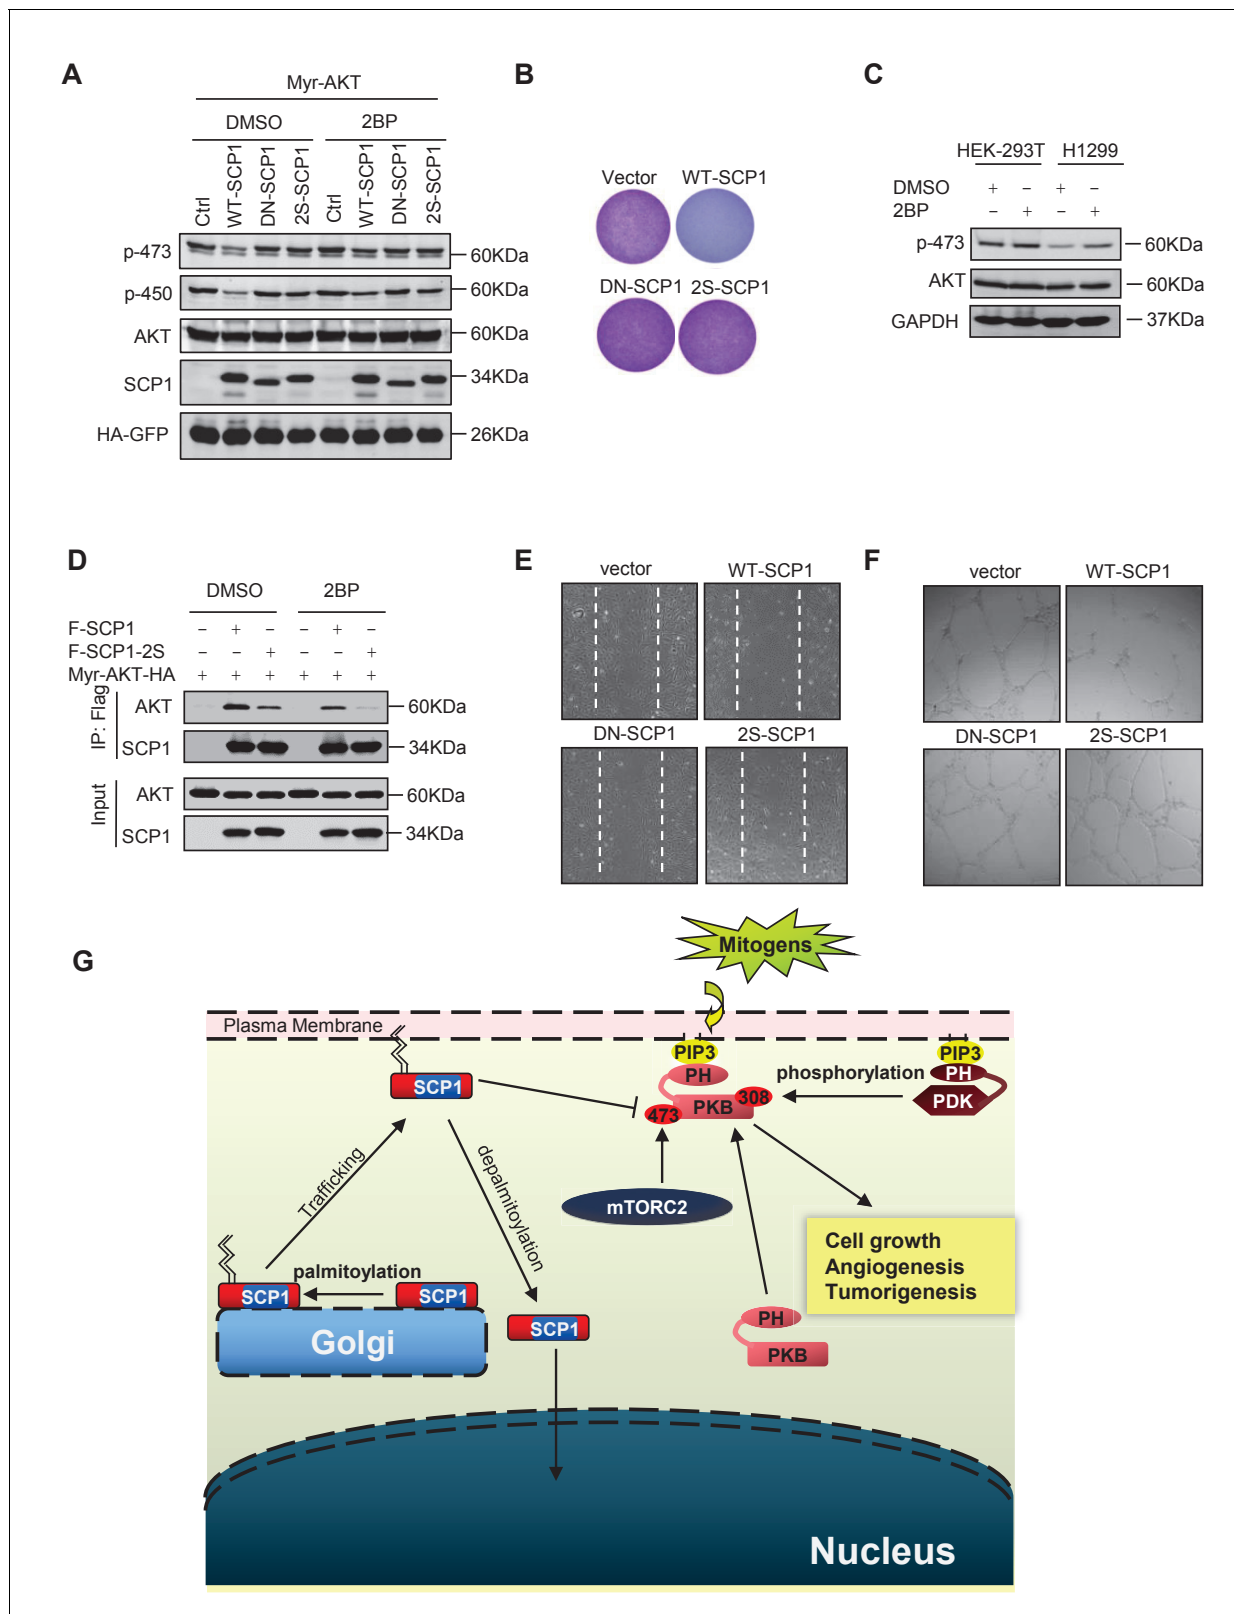 A
Myr-AKT
DMSO 2BP
Ctrl WT-SCP1 DN-SCP1 2S-SCP1 Ctrl WT-SCP1 DN-SCP1 2S-SCP1
p-473 60KDa
p-450 60KDa
AKT 60KDa
SCP1 34KDa
HA-GFP 26KDa
B
Vector WT-SCP1
DN-SCP1 2S-SCP1
C
HEK-293T H1299
DMSO + − + −
2BP − + − +
p-473 60KDa
AKT 60KDa
GAPDH 37KDa
D
DMSO 2BP
F-SCP1 − + − − + −
F-SCP1-2S − − + − − +
Myr-AKT-HA + + + + + +
IP: Flag
AKT 60KDa
SCP1 34KDa
Input
AKT 60KDa
SCP1 34KDa
E
vector WT-SCP1
DN-SCP1 2S-SCP1
F
vector WT-SCP1
DN-SCP1 2S-SCP1
G
Mitogens
Plasma Membrane
PIP3 PIP3
PH phosphorylation PH
SCP1
473 PKB 308 PDK
Trafficking
depalmitoylation
mTORC2
Cell growth
Angiogenesis
Tumorigenesis
palmitoylation
SCP1 SCP1
Golgi
SCP1
PH
PKB
Nucleus